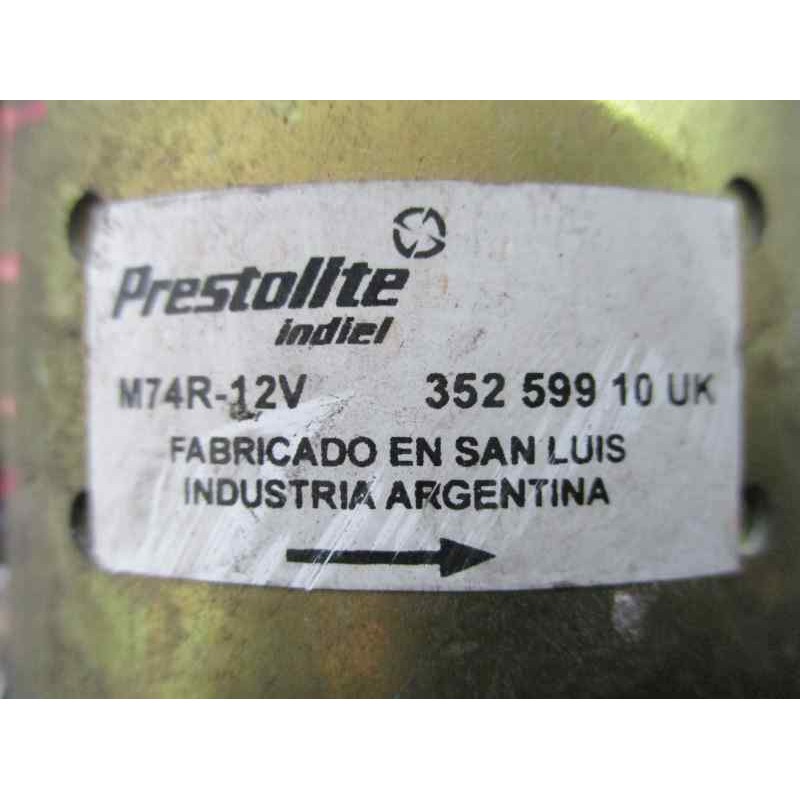 Prestolite
indiel
M74R-12V 352 599 10 UK
FABRICADO EN SAN LUIS
INDUSTRIA ARGENTINA